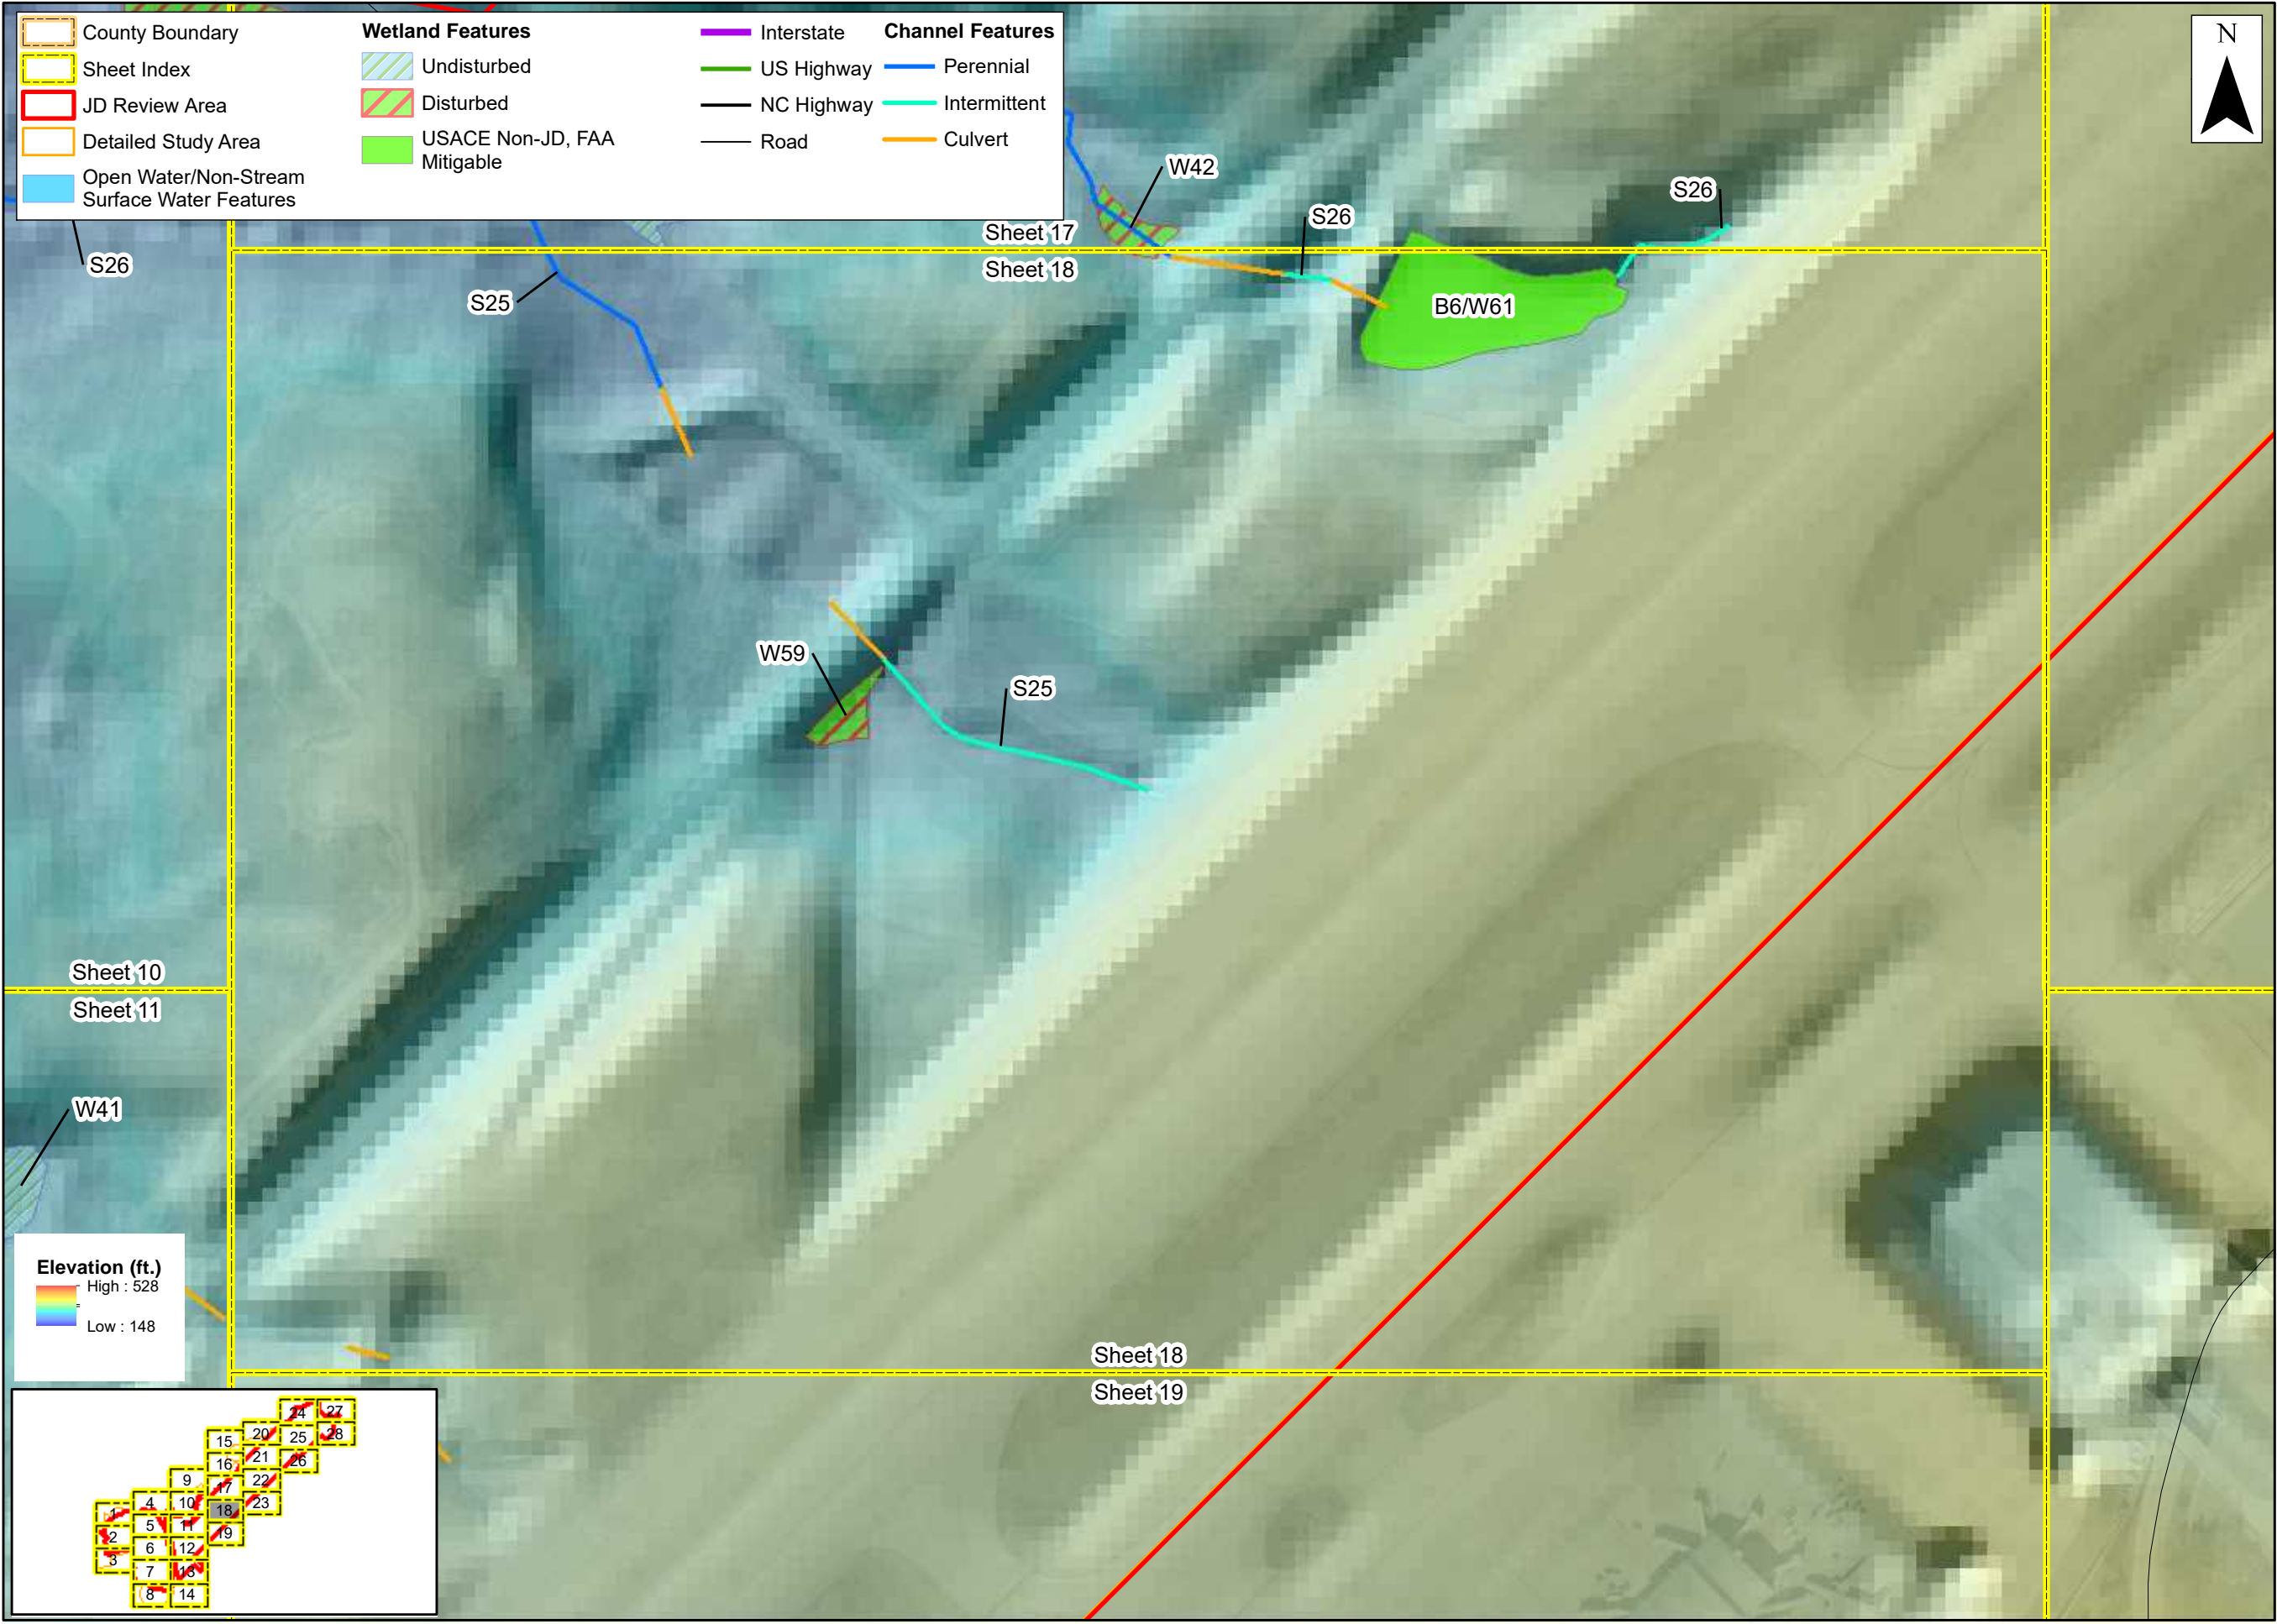 County Boundary
Sheet Index
JD Review Area
Detailed Study Area
Open Water/Non-Stream
Surface Water Features
Wetland Features
Undisturbed
Disturbed
USACE Non-JD, FAA
Mitigable
Interstate
US Highway
NC Highway
Road
Channel Features
Perennial
Intermittent
Culvert
N
W42
S26
S26
Sheet 17
Sheet 18
S26
S25
B6/W61
W59
S25
Sheet 10
Sheet 11
W41
Elevation (ft.)
High : 528
Low : 148
Sheet 18
Sheet 19
24 27
20 25 28
15
21
16 26
9 17 22
4 10 18 23
1 5 11
2 19
6 12
3
7 13
8 14